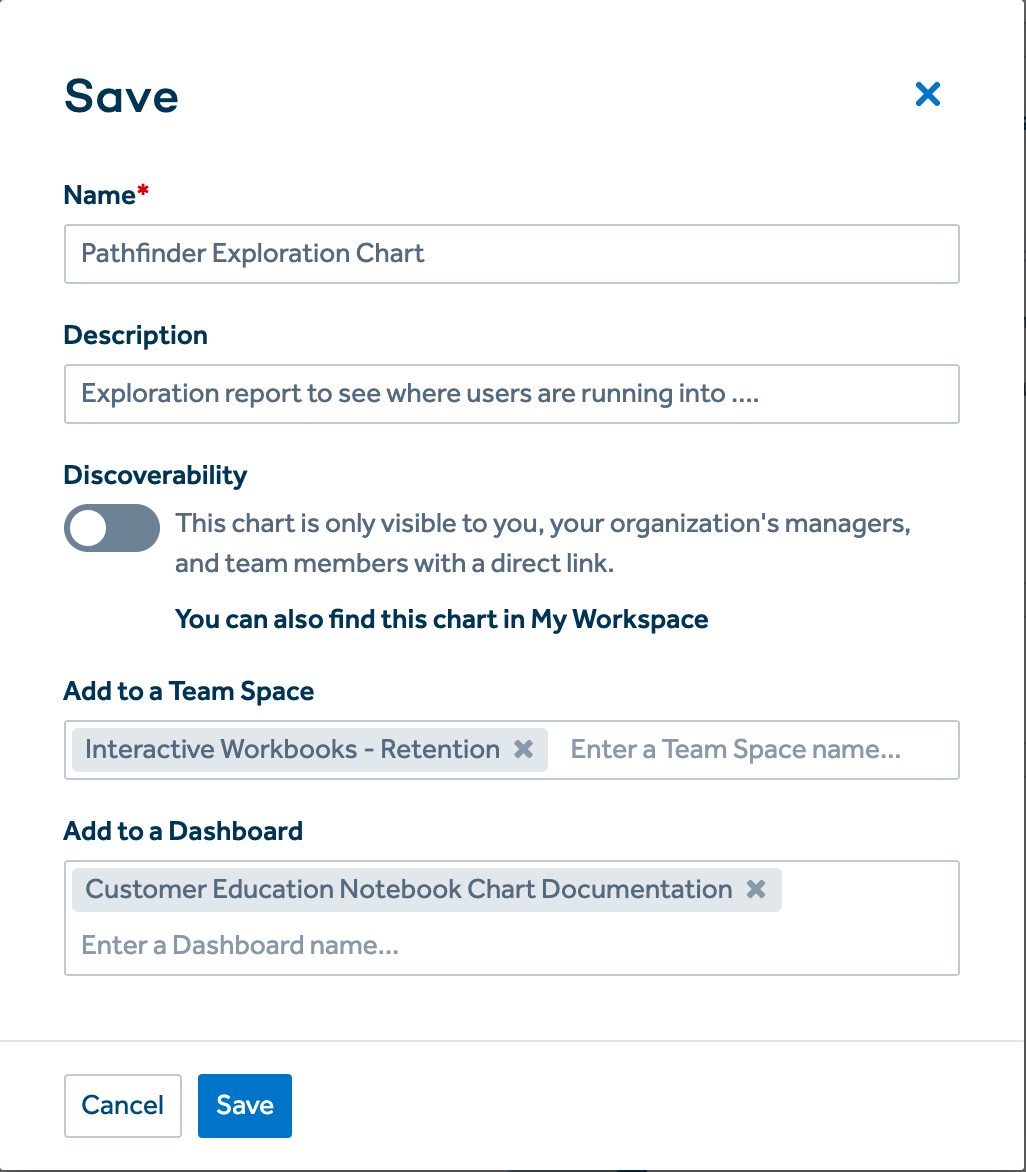 Save
Name*
Pathfinder Exploration Chart
Description
Exploration report to see where users are running into ....
Discoverability
This chart is only visible to you, your organization's managers,
and team members with a direct link.
You can also find this chart in My Workspace
Add to a Team Space
Interactive Workbooks - Retention Enter a Team Space name...
Add to a Dashboard
Customer Education Notebook Chart Documentation
Enter a Dashboard name...
Cancel Save